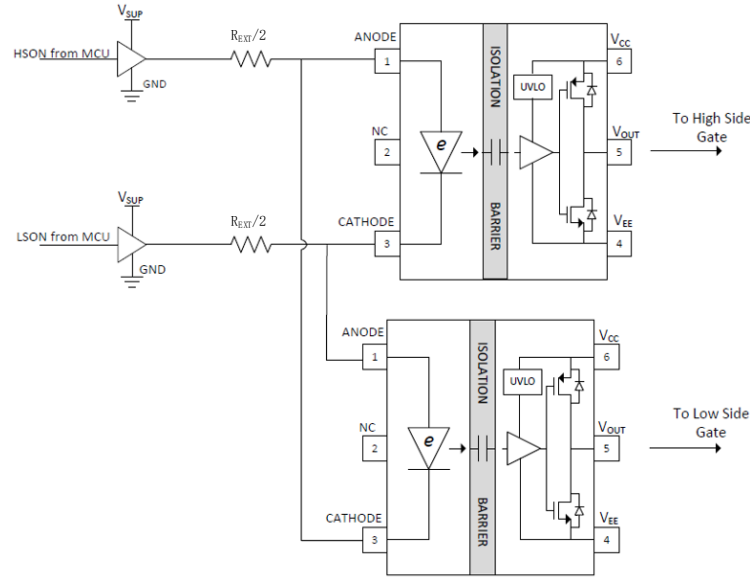 VSUP
HSON from MCU
GND
REXT/2
ANODE
1
NC
2
CATHODE
3
e
ISOLATION
BARRIER
UVLO
VCC
6
VOUT
5
VEE
4
To High Side
Gate
VSUP
LSON from MCU
GND
REXT/2
ANODE
1
NC
2
CATHODE
3
e
ISOLATION
BARRIER
UVLO
VCC
6
VOUT
5
VEE
4
To Low Side
Gate